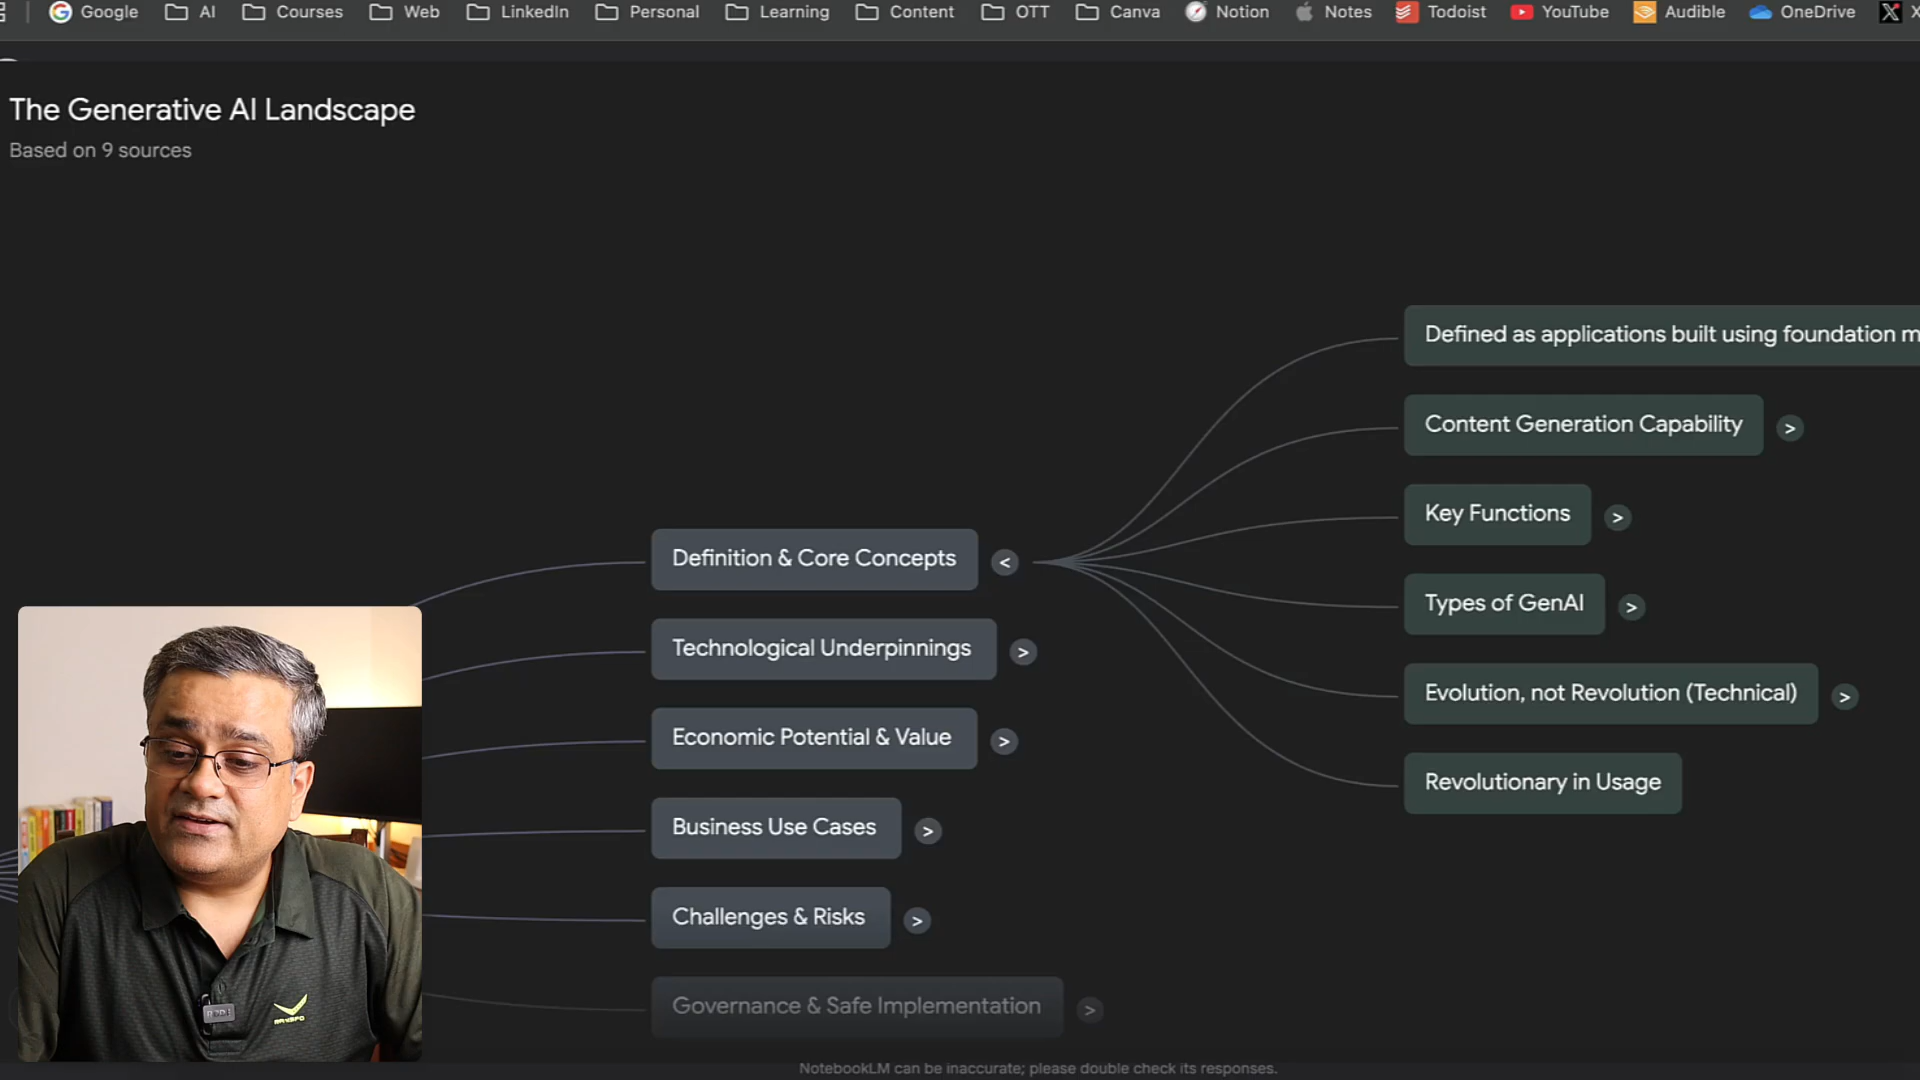 Google AI Courses Web LinkedIn Personal Learning Content OTT Canva Notion Notes Todoist YouTube Audible OneDrive
The Generative AI Landscape
Based on 9 sources
Definition & Core Concepts <
Technological Underpinnings >
Economic Potential & Value >
Business Use Cases >
Challenges & Risks >
Governance & Safe Implementation >
Defined as applications built using foundation m
Content Generation Capability >
Key Functions >
Types of GenAI >
Evolution, not Revolution (Technical) >
Revolutionary in Usage
NotebookLM can be inaccurate; please double check its responses.